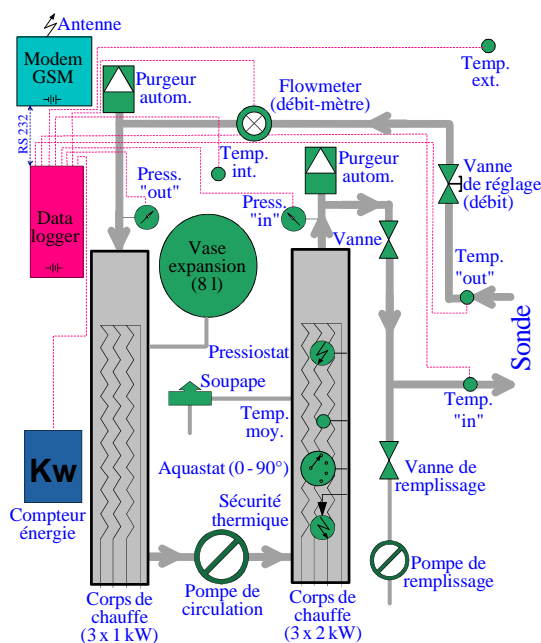 Antenne
Modem
GSM
Purgeur
autom.
Flowmeter
(débit-mètre)
Temp.
ext.
RS 232
Data
logger
Press.
"out"
Temp.
int.
Press.
"in"
Purgeur
autom.
Vanne
Vanne
de réglage
(débit)
Temp.
"out"
Sonde
Vase
expansion
(8 l)
Pressiostat
Soupape
Temp.
moy.
Temp.
"in"
Aquastat (0 - 90°)
Sécurité
thermique
Vanne de
remplissage
Kw
Compteur
énergie
Pompe de
circulation
Pompe de
remplissage
Corps de
chauffe
(3 x 1 kW)
Corps de
chauffe
(3 x 2 kW)